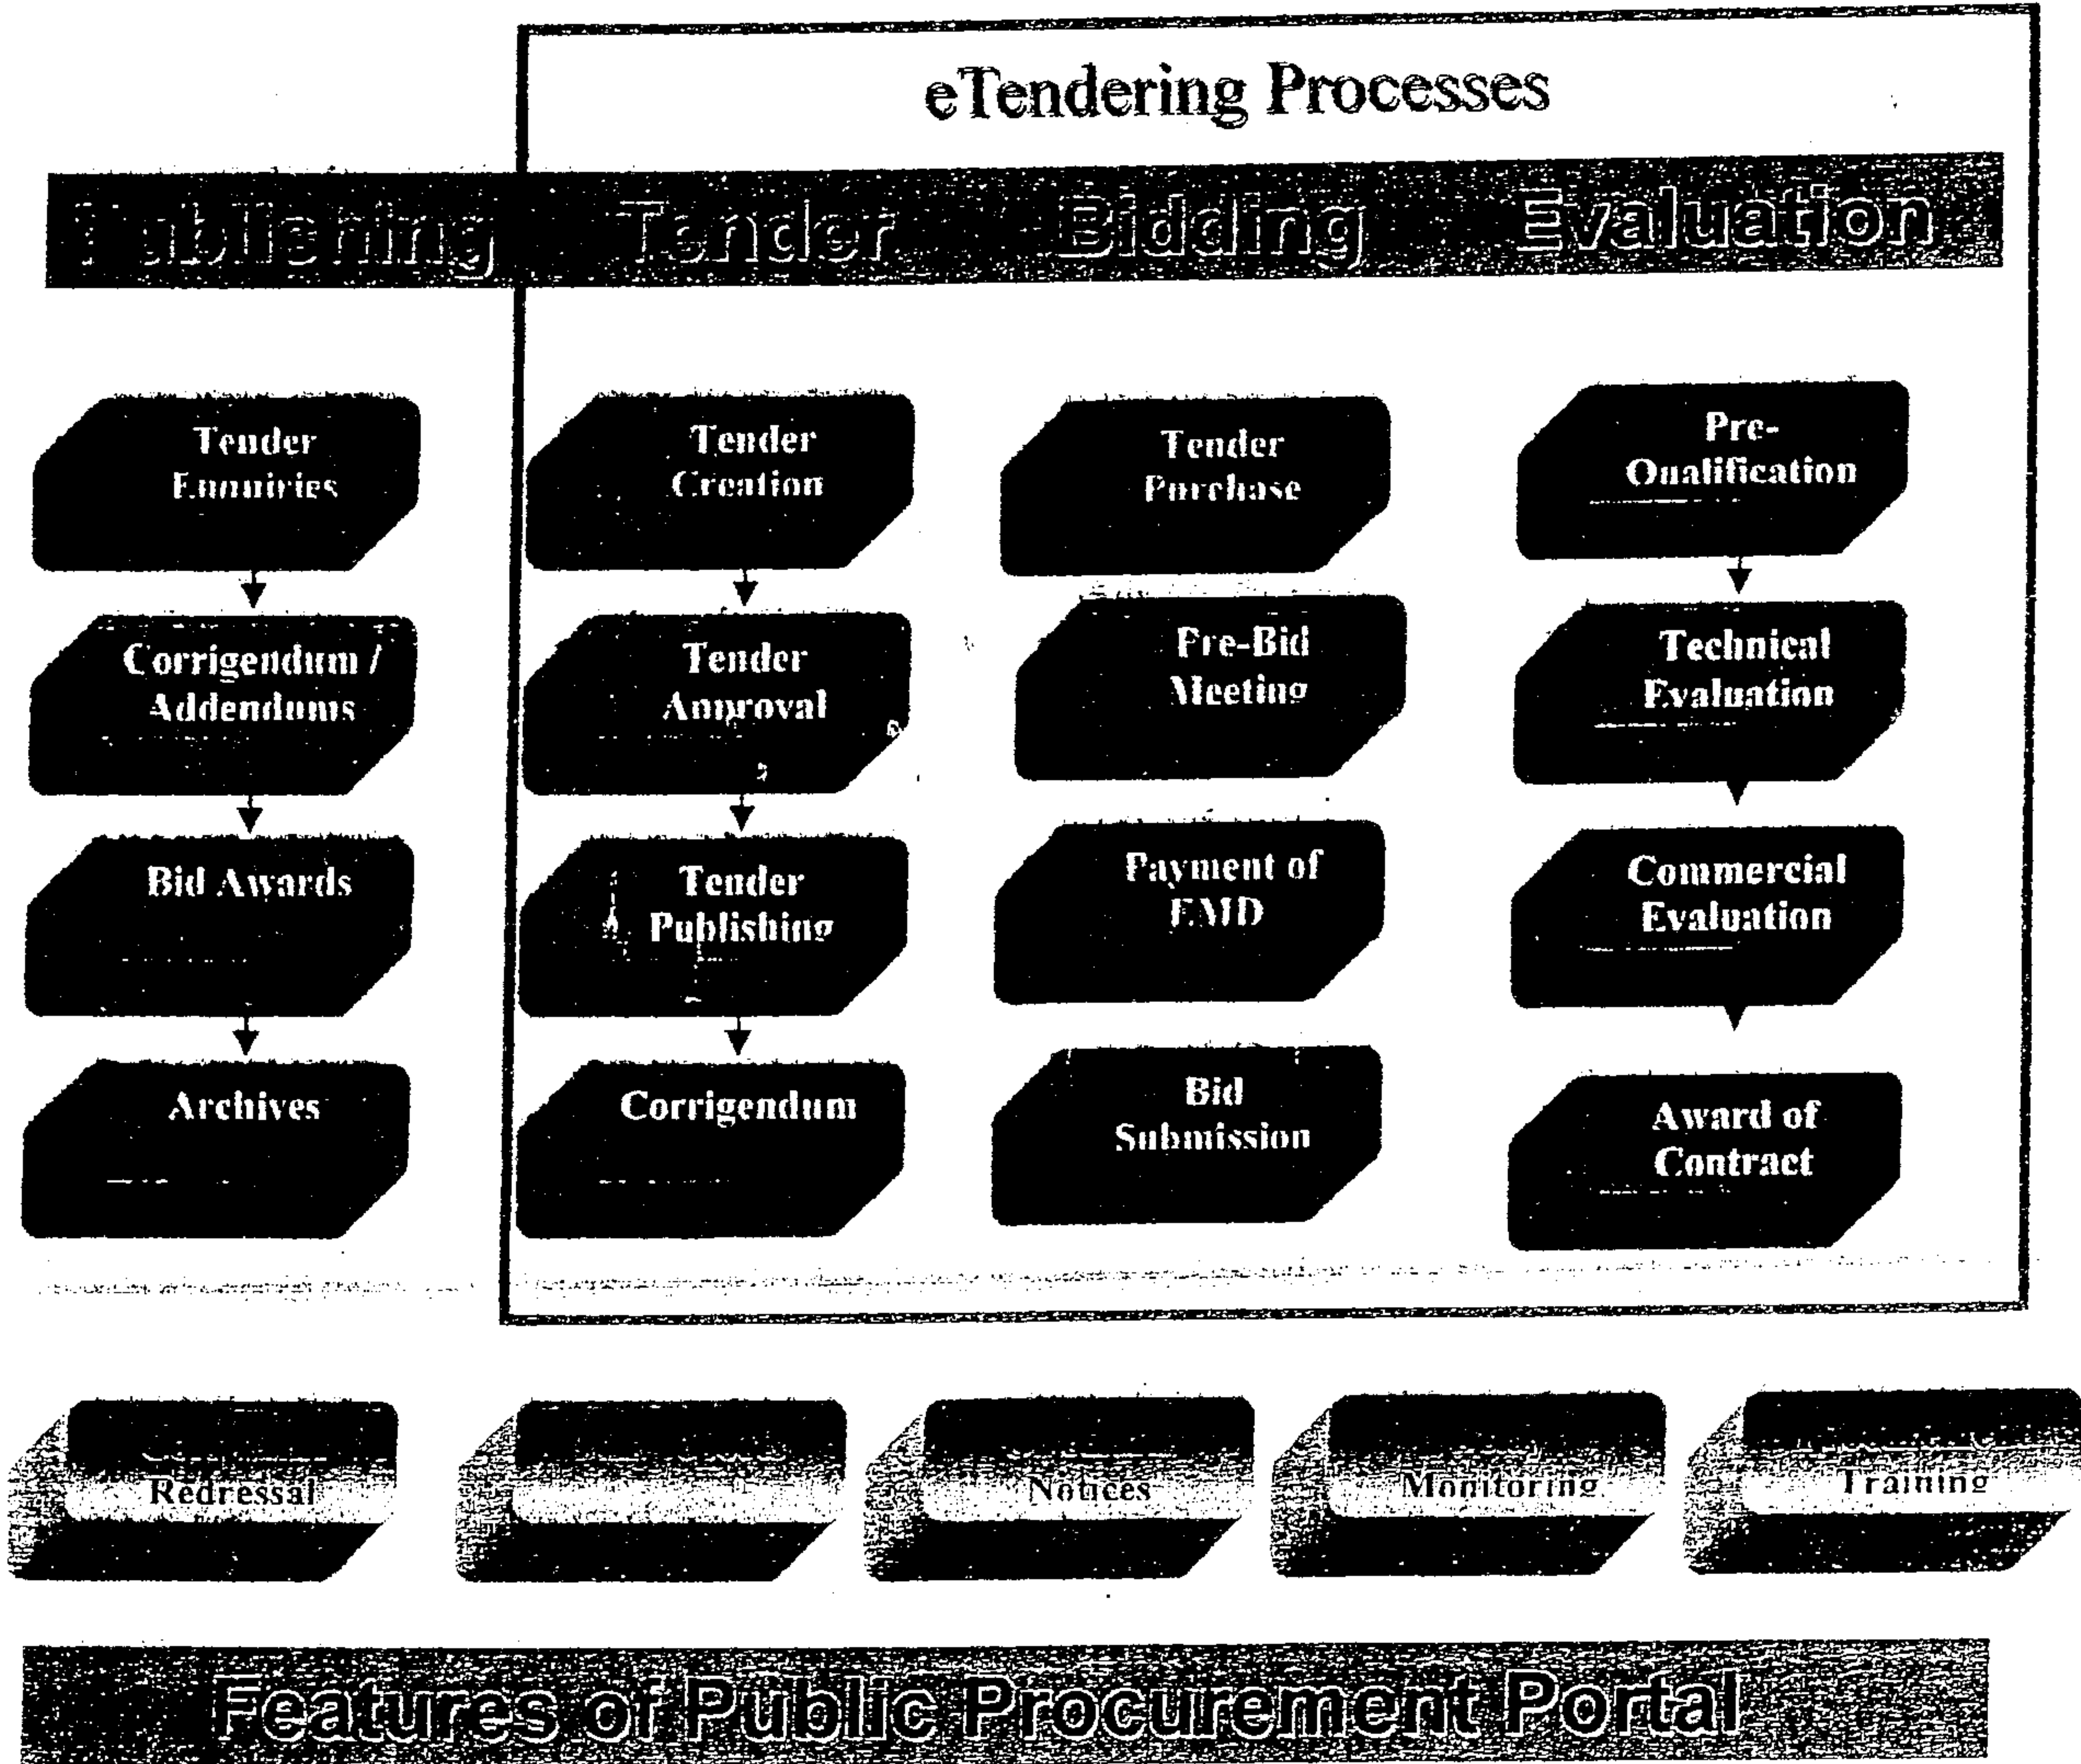 eTendering Processes
Publishing Tender Bidding Evaluation
Tender
Enquiries
Corrigendum /
Addendums
Bid Awards
Archives
Tender
Creation
Tender
Approval
Tender
Publishing
Corrigendum
Tender
Purchase
Pre-Bid
Meeting
Payment of
EMD
Bid
Submission
Pre-
Qualification
Technical
Evaluation
Commercial
Evaluation
Award of
Contract
Redressal
Notices
Monitoring
Training
Features of Public Procurement Portal